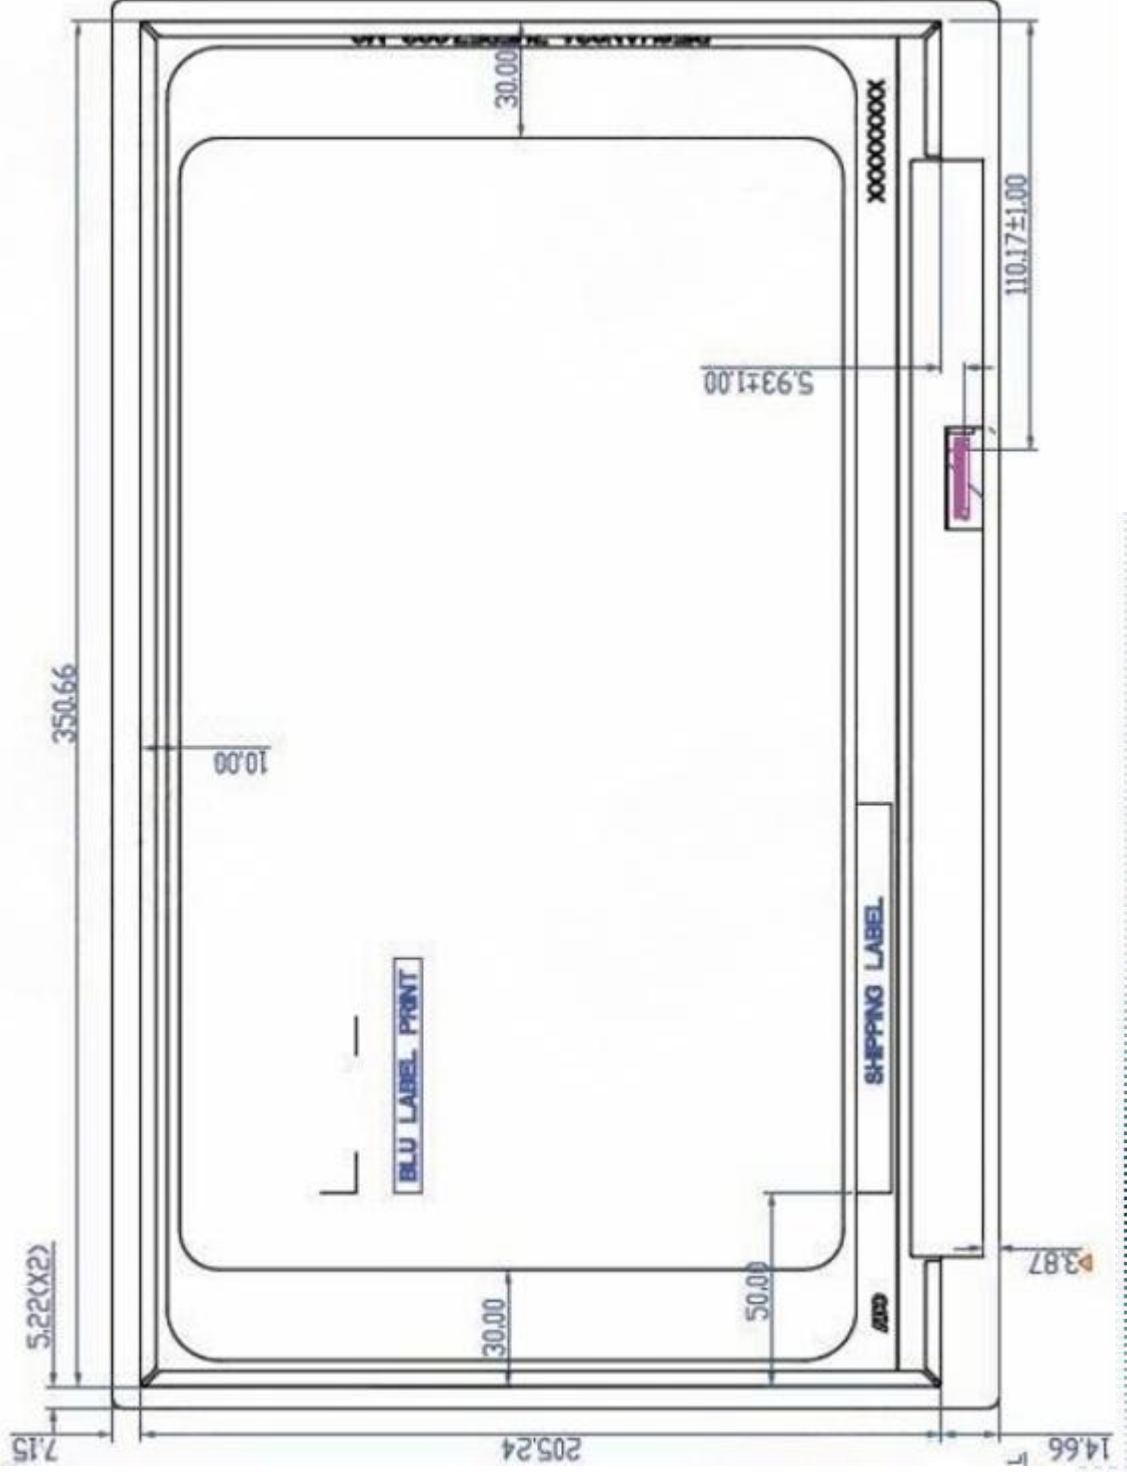 30.00
XXXXXXXXX
110.17±1.00
5.93±1.00
350.66
10.00
SHIPPING LABEL
BLU LABEL PRINT
5.22(X2)
30.00
50.00
3.87
7.15
205.24
14.66